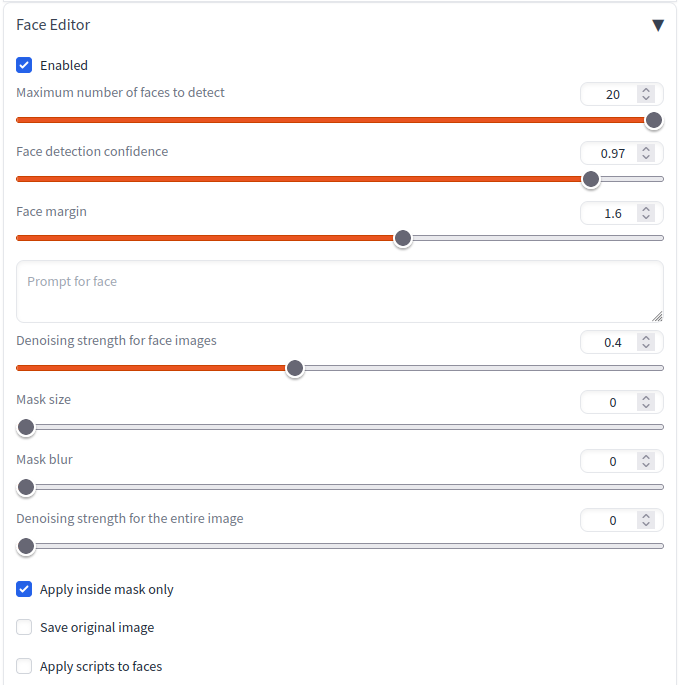 Face Editor
▼
Enabled
Maximum number of faces to detect
20
Face detection confidence
0.97
Face margin
1.6
Prompt for face
Denoising strength for face images
0.4
Mask size
0
Mask blur
0
Denoising strength for the entire image
0
Apply inside mask only
Save original image
Apply scripts to faces